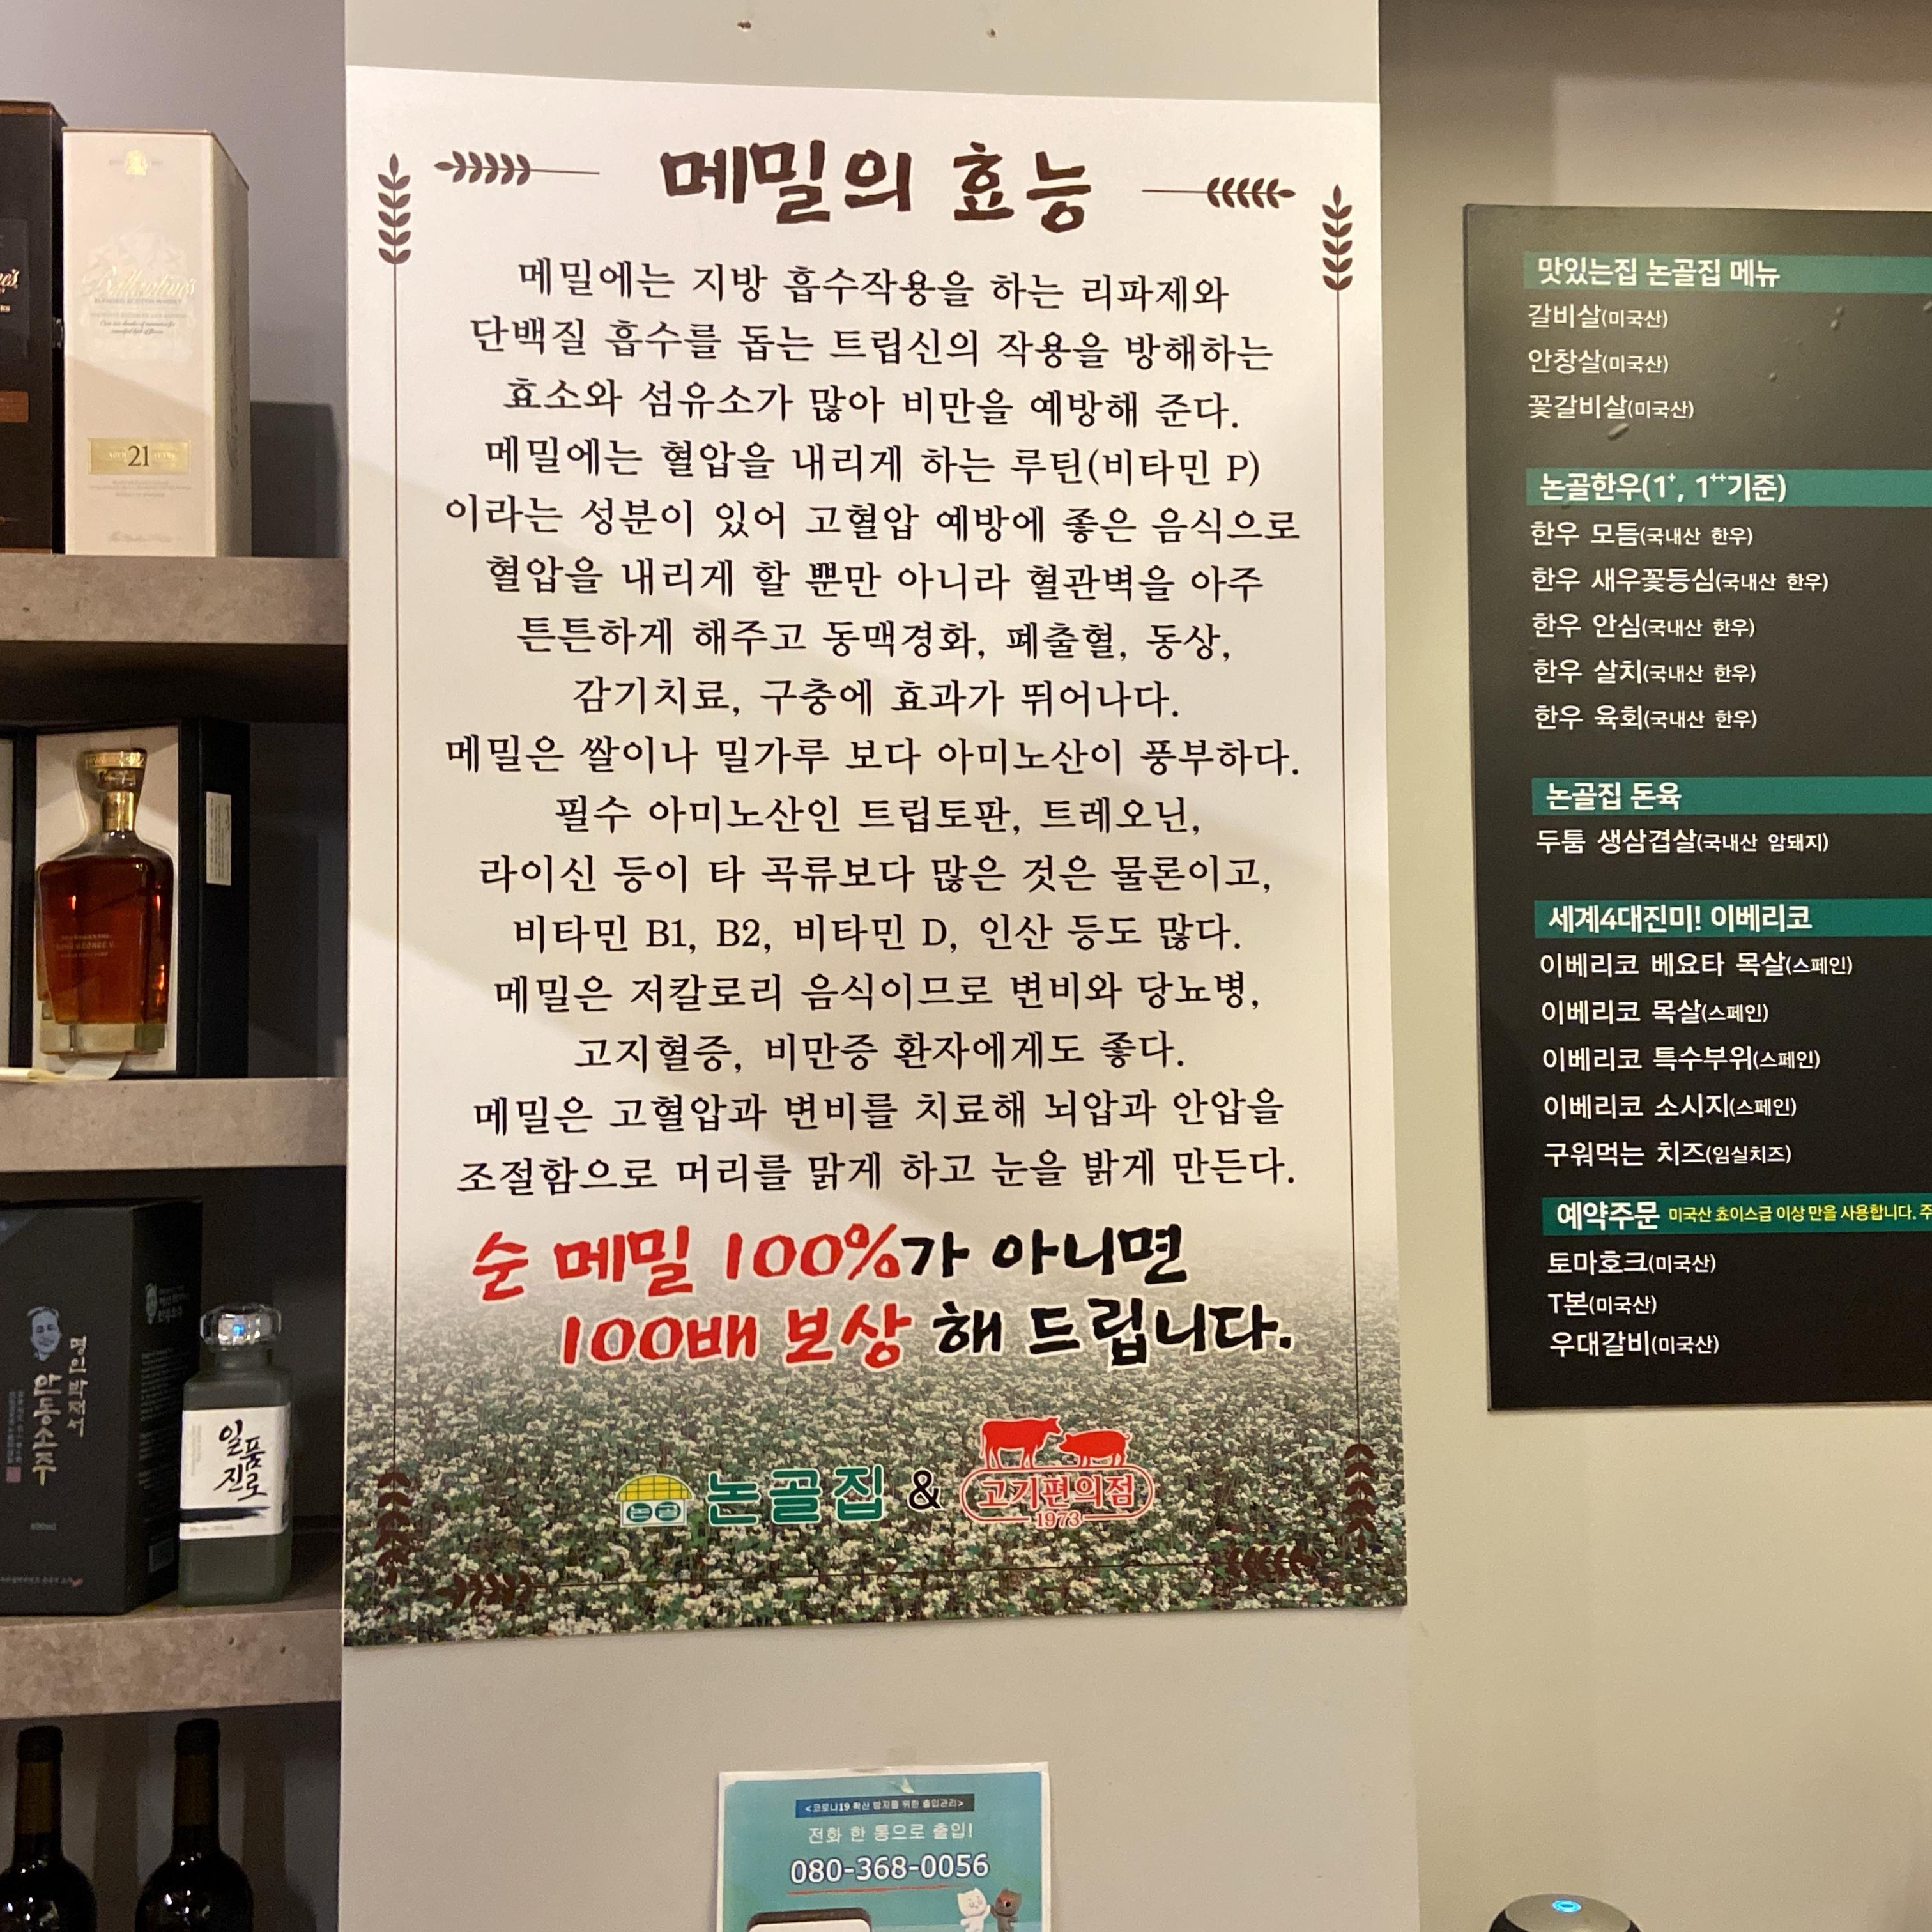 메밀의 효능
메밀에는 지방 흡수작용을 하는 리파제와
단백질 흡수를 돕는 트립신의 작용을 방해하는
효소와 섬유소가 많아 비만을 예방해 준다.
메밀에는 혈압을 내리게 하는 루틴(비타민 P)
이라는 성분이 있어 고혈압 예방에 좋은 음식으로
혈압을 내리게 할 뿐만 아니라 혈관벽을 아주
튼튼하게 해주고 동맥경화, 폐출혈, 동상,
감기치료, 구충에 효과가 뛰어나다.
메밀은 쌀이나 밀가루 보다 아미노산이 풍부하다.
필수 아미노산인 트립토판, 트레오닌,
라이신 등이 타 곡류보다 많은 것은 물론이고,
비타민 B1, B2, 비타민 D, 인산 등도 많다.
메밀은 저칼로리 음식이므로 변비와 당뇨병,
고지혈증, 비만증 환자에게도 좋다.
메밀은 고혈압과 변비를 치료해 뇌압과 안압을
조절함으로 머리를 맑게 하고 눈을 밝게 만든다.
순 메밀 100%가 아니면
100배 보상 해 드립니다.
논골 논골집 & 고기편의점
1973
맛있는집 논골집 메뉴
갈비살(미국산)
안창살(미국산)
꽃갈비살(미국산)
논골한우(1+, 1++기준)
한우 모듬(국내산 한우)
한우 새우꽃등심(국내산 한우)
한우 안심(국내산 한우)
한우 살치(국내산 한우)
한우 육회(국내산 한우)
논골집 돈육
두툼 생삼겹살(국내산 암돼지)
세계4대진미! 이베리코
이베리코 베요타 목살(스페인)
이베리코 목살(스페인)
이베리코 특수부위(스페인)
이베리코 소시지(스페인)
구워먹는 치즈(임실치즈)
예약주문 미국산 쵸이스급 이상 만을 사용합니다. 주
토마호크(미국산)
T본(미국산)
우대갈비(미국산)
<코로나19 확산 방지를 위한 출입관리>
전화 한 통으로 출입!
080-368-0056
Ballantine's
BLENDED SCOTCH WHISKY
21
명인박재서
안동소주
일품
진로